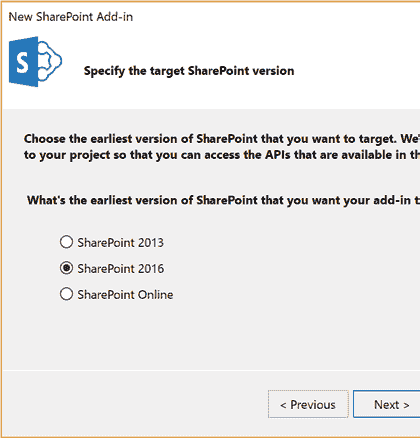 New SharePoint Add-in
S
Specify the target SharePoint version
Choose the earliest version of SharePoint that you want to target. We'
to your project so that you can access the APIs that are available in th
What's the earliest version of SharePoint that you want your add-in t
SharePoint 2013
SharePoint 2016
SharePoint Online
< Previous
Next >